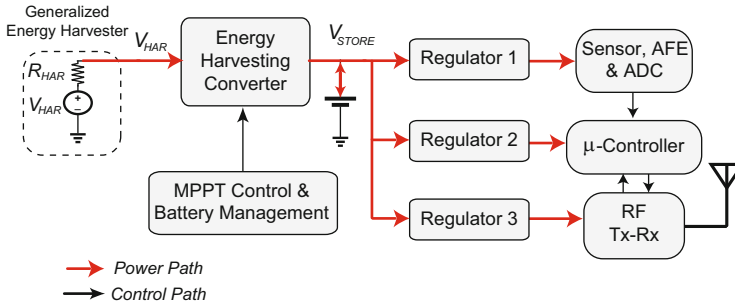 Generalized
Energy Harvester
V_HAR
R_HAR
V_HAR
+
−
Energy
Harvesting
Converter
V_STORE
MPPT Control &
Battery Management
Regulator 1
Regulator 2
Regulator 3
Sensor, AFE
& ADC
μ-Controller
RF
Tx-Rx
Power Path
Control Path